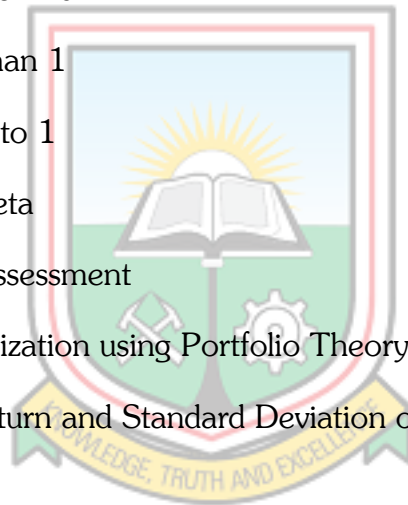 han 1
to 1
eta
ssessment
ization using Portfolio Theory
turn and Standard Deviation o
KNOWLEDGE, TRUTH AND EXCELLENCE